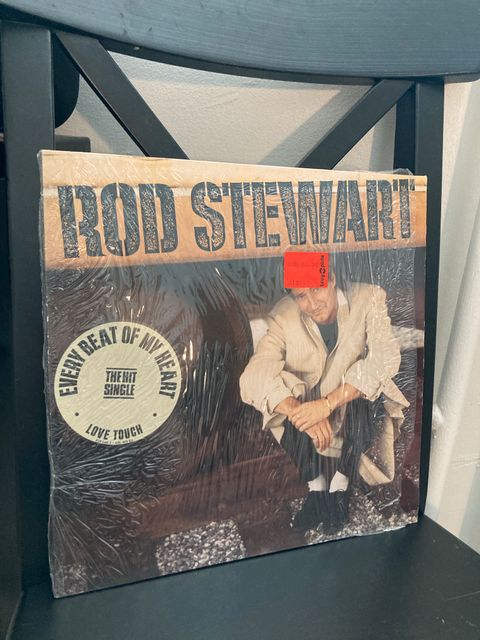 ROD STEWART
EVERY BEAT OF MY HEART
THE HIT
SINGLE
LOVE TOUCH